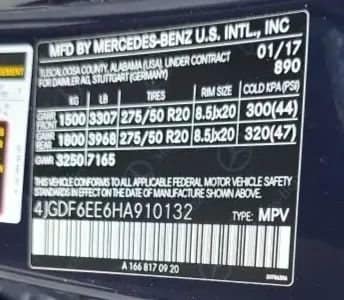 MFD BY MERCEDES-BENZ U.S. INTL., INC
TUSCALOOSA COUNTY, ALABAMA (USA), UNDER CONTRACT 01/17
FOR DAIMLER AG, STUTTGART (GERMANY) 890
KG LB TIRES RIM SIZE COLD KPA(PSI)
GAWR FRONT 1500 3307 275/50 R20 8.5Jx20 300(44)
GAWR REAR 1800 3968 275/50 R20 8.5Jx20 320(47)
GVWR 3250 7165
THIS VEHICLE CONFORMS TO ALL APPLICABLE FEDERAL MOTOR VEHICLE
SAFETY STANDARDS IN EFFECT ON THE DATE OF MANUFACTURE SHOWN ABOVE.
4JGDF6EE6HA910132 TYPE: MPV
A 166 817 09 20